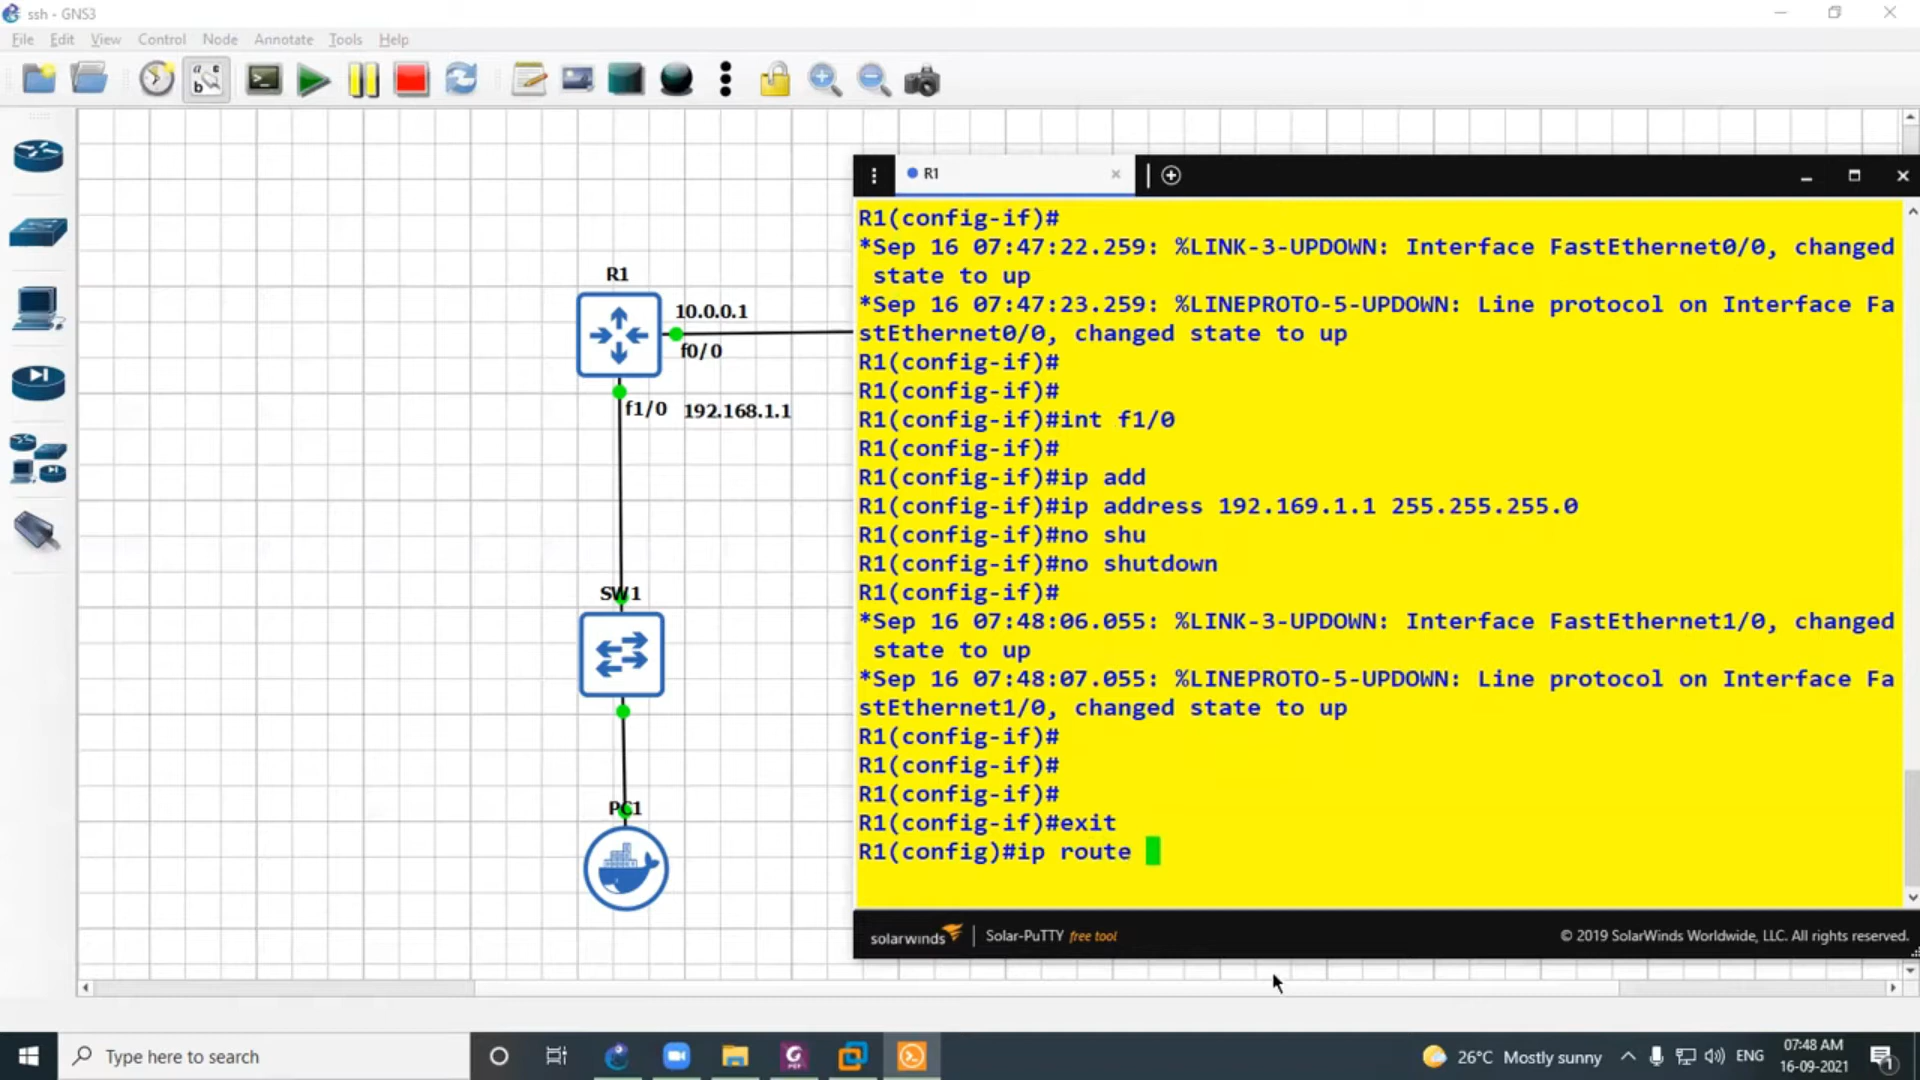 ssh - GNS3
File Edit View Control Node Annotate Tools Help
R1
R1(config-if)#
*Sep 16 07:47:22.259: %LINK-3-UPDOWN: Interface FastEthernet0/0, changed
state to up
*Sep 16 07:47:23.259: %LINEPROTO-5-UPDOWN: Line protocol on Interface Fa
stEthernet0/0, changed state to up
R1(config-if)#
R1(config-if)#
R1(config-if)#int f1/0
R1(config-if)#
R1(config-if)#ip add
R1(config-if)#ip address 192.169.1.1 255.255.255.0
R1(config-if)#no shu
R1(config-if)#no shutdown
R1(config-if)#
*Sep 16 07:48:06.055: %LINK-3-UPDOWN: Interface FastEthernet1/0, changed
state to up
*Sep 16 07:48:07.055: %LINEPROTO-5-UPDOWN: Line protocol on Interface Fa
stEthernet1/0, changed state to up
R1(config-if)#
R1(config-if)#
R1(config-if)#
R1(config-if)#exit
R1(config)#ip route
solarwinds Solar-PuTTY free tool © 2019 SolarWinds Worldwide, LLC. All rights reserved.
R1
10.0.0.1
f0/0
f1/0 192.168.1.1
SW1
PC1
Type here to search
26°C Mostly sunny
ENG
07:48 AM
16-09-2021
1